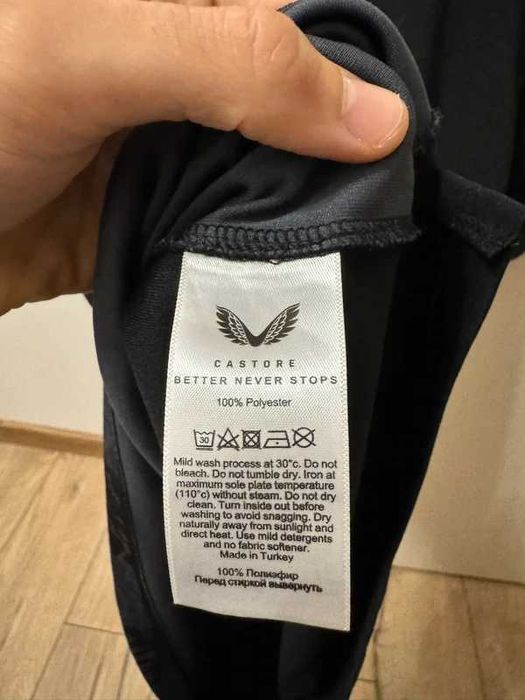 CASTORE
BETTER NEVER STOPS
100% Polyester
30
Mild wash process at 30°c. Do not
bleach. Do not tumble dry. Iron at
maximum sole plate temperature
(110°c) without steam. Do not dry
clean. Turn inside out before
washing to avoid snagging. Dry
naturally away from sunlight and
direct heat. Use mild detergents
and no fabric softener.
Made in Turkey
100% Полиэфир
Перед стиркой вывернуть